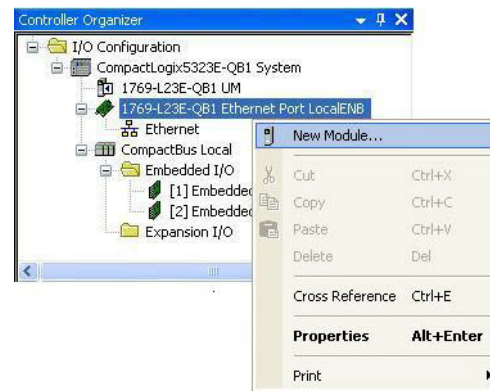 Controller Organizer
I/O Configuration
CompactLogix5323E-QB1 System
1769-L23E-QB1 UM
1769-L23E-QB1 Ethernet Port LocalENB
Ethernet
CompactBus Local
Embedded I/O
[1] Embedded
[2] Embedded
Expansion I/O
New Module...
Cut Ctrl+X
Copy Ctrl+C
Paste Ctrl+V
Delete Del
Cross Reference Ctrl+E
Properties Alt+Enter
Print